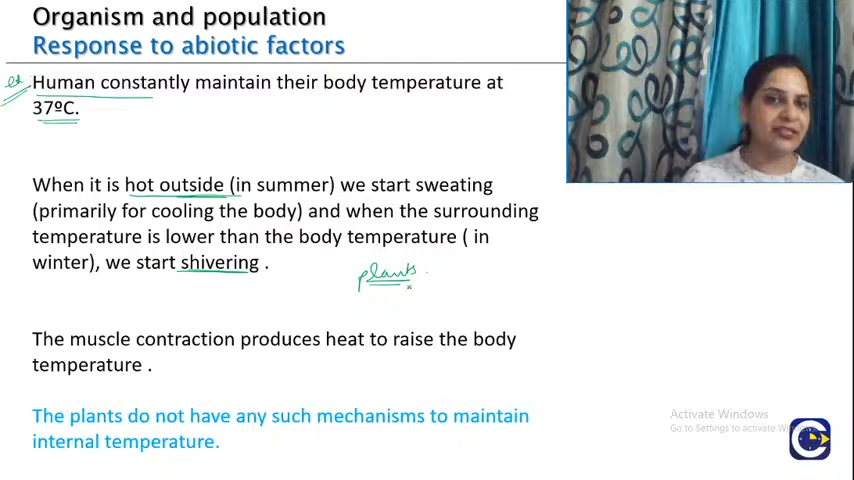 Organism and population
Response to abiotic factors
ex Human constantly maintain their body temperature at
37ºC.
When it is hot outside (in summer) we start sweating
(primarily for cooling the body) and when the surrounding
temperature is lower than the body temperature ( in
winter), we start shivering .
plants
The muscle contraction produces heat to raise the body
temperature .
The plants do not have any such mechanisms to maintain
internal temperature.
Activate Windows
Go to Settings to activate Win